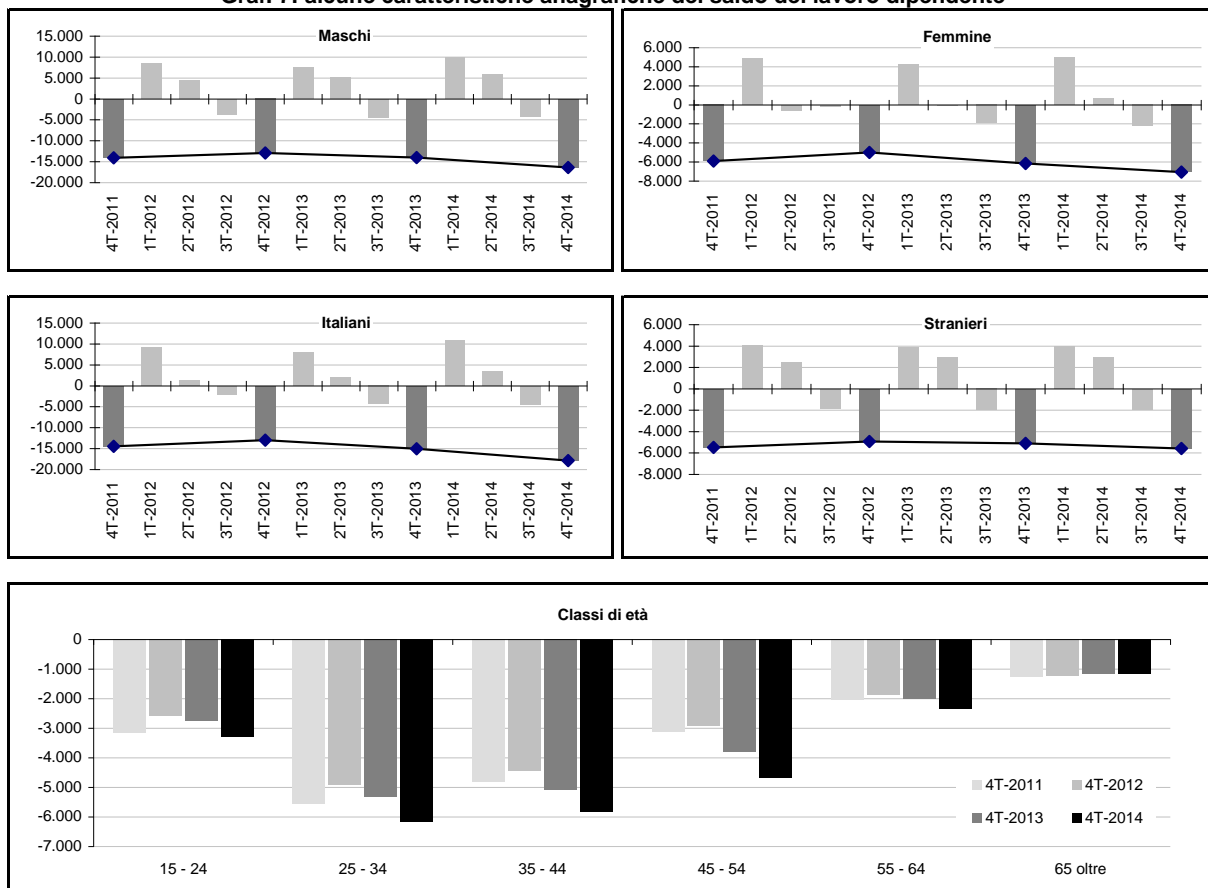 Graf. 7: alcune caratteristiche anagrafiche del saldo del lavoro dipendente
Maschi
15.000
10.000
5.000
0
-5.000
-10.000
-15.000
-20.000
4T-2011
1T-2012
2T-2012
3T-2012
4T-2012
1T-2013
2T-2013
3T-2013
4T-2013
1T-2014
2T-2014
3T-2014
4T-2014
Femmine
6.000
4.000
2.000
0
-2.000
-4.000
-6.000
-8.000
4T-2011
1T-2012
2T-2012
3T-2012
4T-2012
1T-2013
2T-2013
3T-2013
4T-2013
1T-2014
2T-2014
3T-2014
4T-2014
Italiani
15.000
10.000
5.000
0
-5.000
-10.000
-15.000
-20.000
4T-2011
1T-2012
2T-2012
3T-2012
4T-2012
1T-2013
2T-2013
3T-2013
4T-2013
1T-2014
2T-2014
3T-2014
4T-2014
Stranieri
6.000
4.000
2.000
0
-2.000
-4.000
-6.000
-8.000
4T-2011
1T-2012
2T-2012
3T-2012
4T-2012
1T-2013
2T-2013
3T-2013
4T-2013
1T-2014
2T-2014
3T-2014
4T-2014
Classi di età
0
-1.000
-2.000
-3.000
-4.000
-5.000
-6.000
-7.000
15 - 24
25 - 34
35 - 44
45 - 54
55 - 64
65 oltre
4T-2011
4T-2012
4T-2013
4T-2014